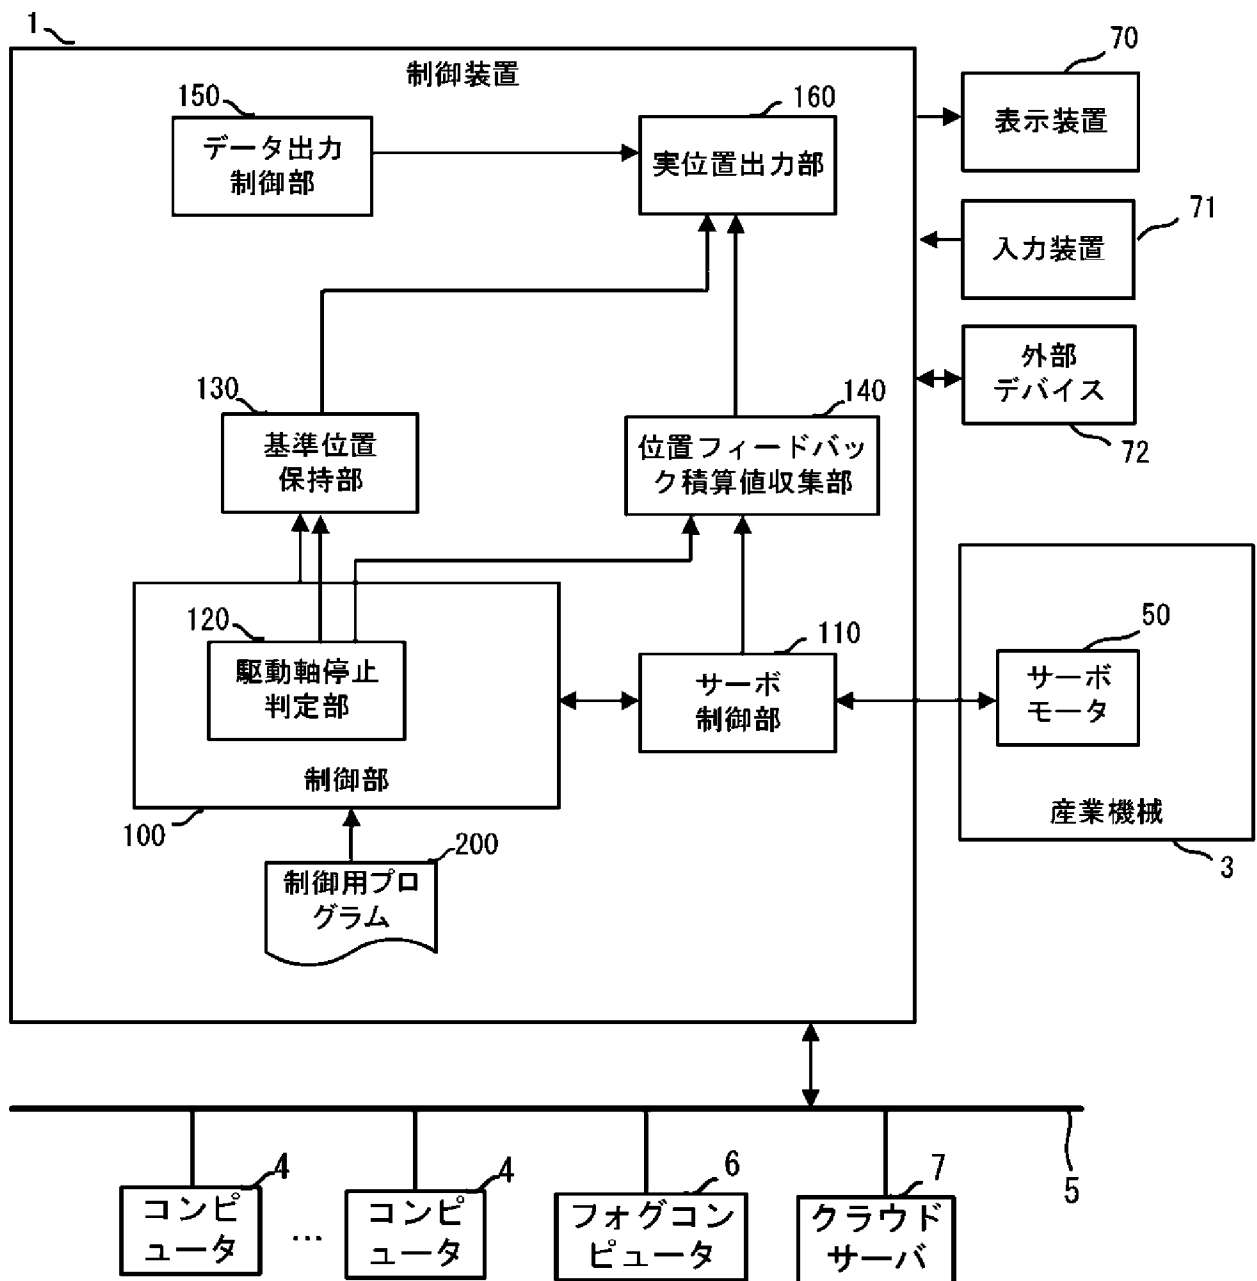 1
制御装置
150
データ出力
制御部
160
実位置出力部
70
表示装置
71
入力装置
外部
デバイス
72
130
基準位置
保持部
140
位置フィードバッ
ク積算値収集部
120
駆動軸停止
判定部
制御部
100
110
サーボ
制御部
50
サーボ
モータ
産業機械
3
200
制御用プロ
グラム
5
4
コンピ
ュータ
...
4
コンピ
ュータ
6
フォグコン
ピュータ
7
クラウド
サーバ